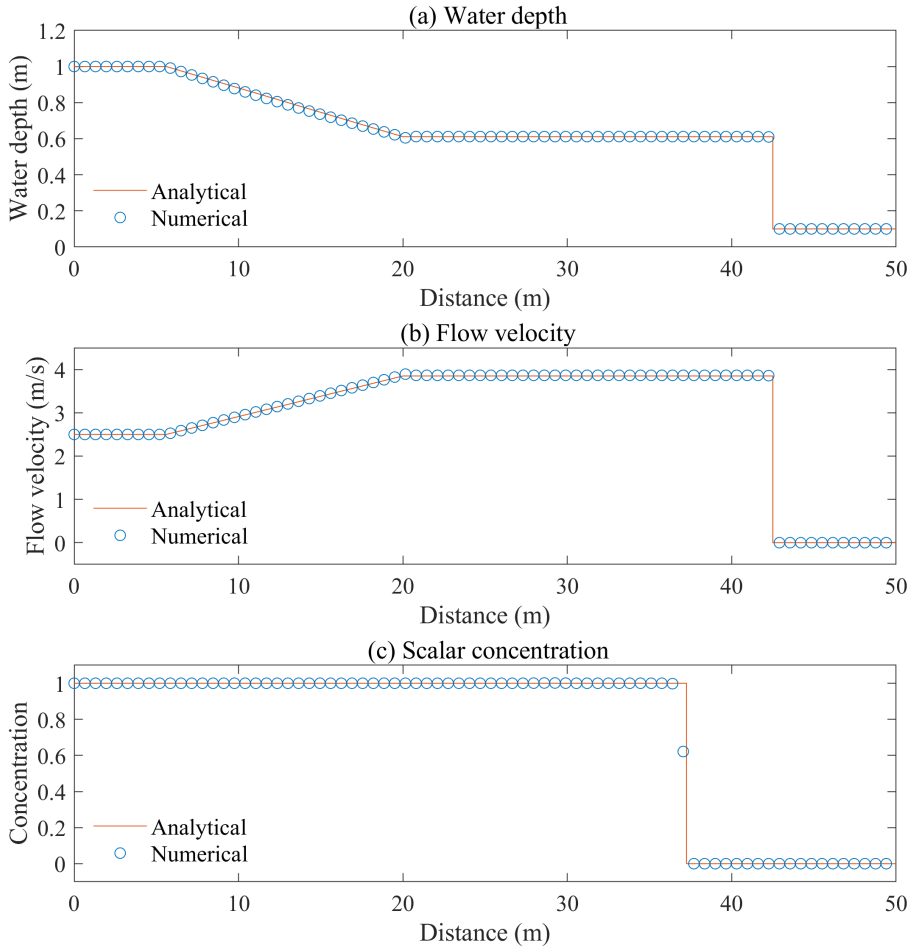 (a) Water depth
1.2
1
0.8
0.6
0.4
0.2
0
Water depth (m)
Analytical
Numerical
0 10 20 30 40 50
Distance (m)
(b) Flow velocity
4
3
2
1
0
Flow velocity (m/s)
Analytical
Numerical
0 10 20 30 40 50
Distance (m)
(c) Scalar concentration
1
0.8
0.6
0.4
0.2
0
Concentration
Analytical
Numerical
0 10 20 30 40 50
Distance (m)